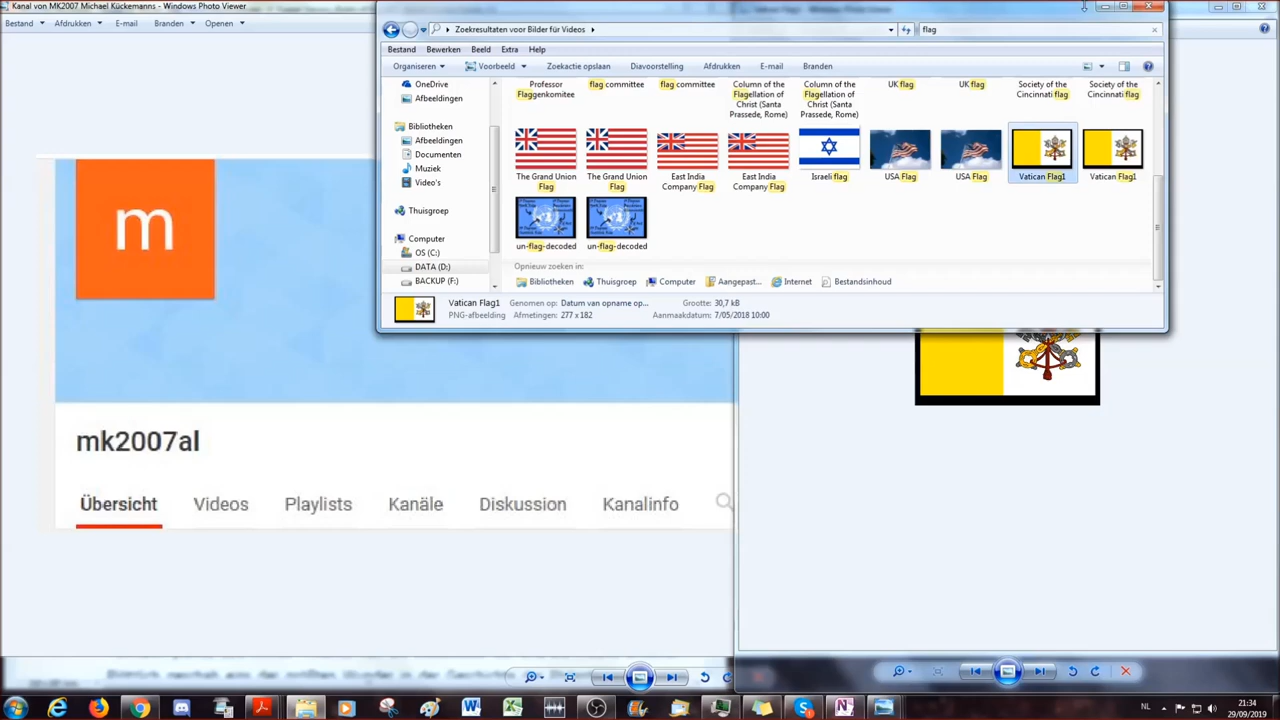 Kanal von MK2007 Michael Kückemanns - Windows Photo Viewer
Bestand Afdrukken E-mail Branden Openen
Zoekresultaten voor Bilder für Videos
flag
Bestand Bewerken Beeld Extra Help
Organiseren Voorbeeld Zoekactie opslaan Diavoorstelling Afdrukken E-mail Branden
OneDrive
Afbeeldingen
Bibliotheken
Afbeeldingen
Documenten
Muziek
Video's
Thuisgroep
Computer
OS (C:)
DATA (D:)
BACKUP (F:)
Professor Flaggenkomitee
flag committee
flag committee
Column of the Flagellation of Christ (Santa Prassede, Rome)
Column of the Flagellation of Christ (Santa Prassede, Rome)
UK flag
UK flag
Society of the Cincinnati flag
Society of the Cincinnati flag
The Grand Union Flag
The Grand Union Flag
East India Company Flag
East India Company Flag
Israeli flag
USA Flag
USA Flag
Vatican Flag1
Vatican Flag1
un-flag-decoded
un-flag-decoded
Opnieuw zoeken in:
Bibliotheken Thuisgroep Computer Aangepast... Internet Bestandsinhoud
Vatican Flag1 Genomen op: Datum van opname op... Grootte: 30,7 kB
PNG-afbeelding Afmetingen: 277 x 182 Aanmaakdatum: 7/05/2018 10:00
m
mk2007al
Übersicht Videos Playlists Kanäle Diskussion Kanalinfo
NL
21:34
29/09/2019